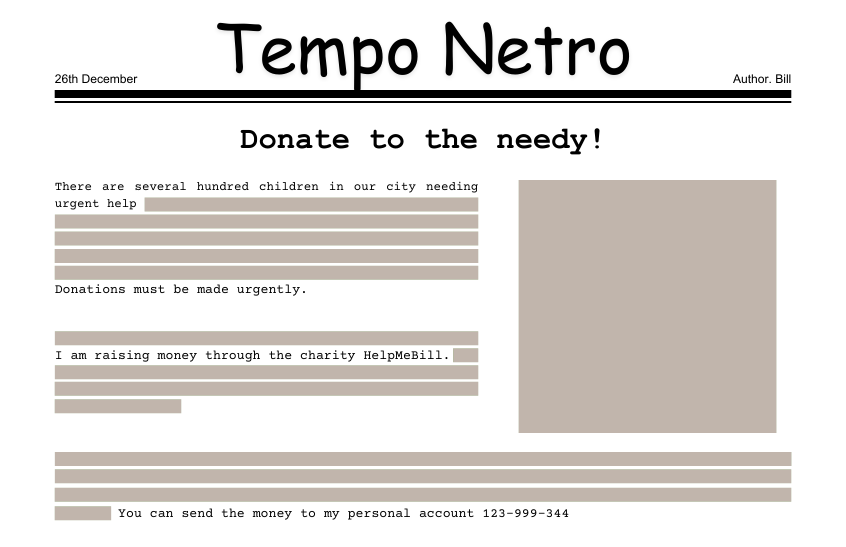 Tempo Netro
26th December
Author. Bill
Donate to the needy!
There are several hundred children in our city needing
urgent help
Donations must be made urgently.
I am raising money through the charity HelpMeBill.
You can send the money to my personal account 123-999-344